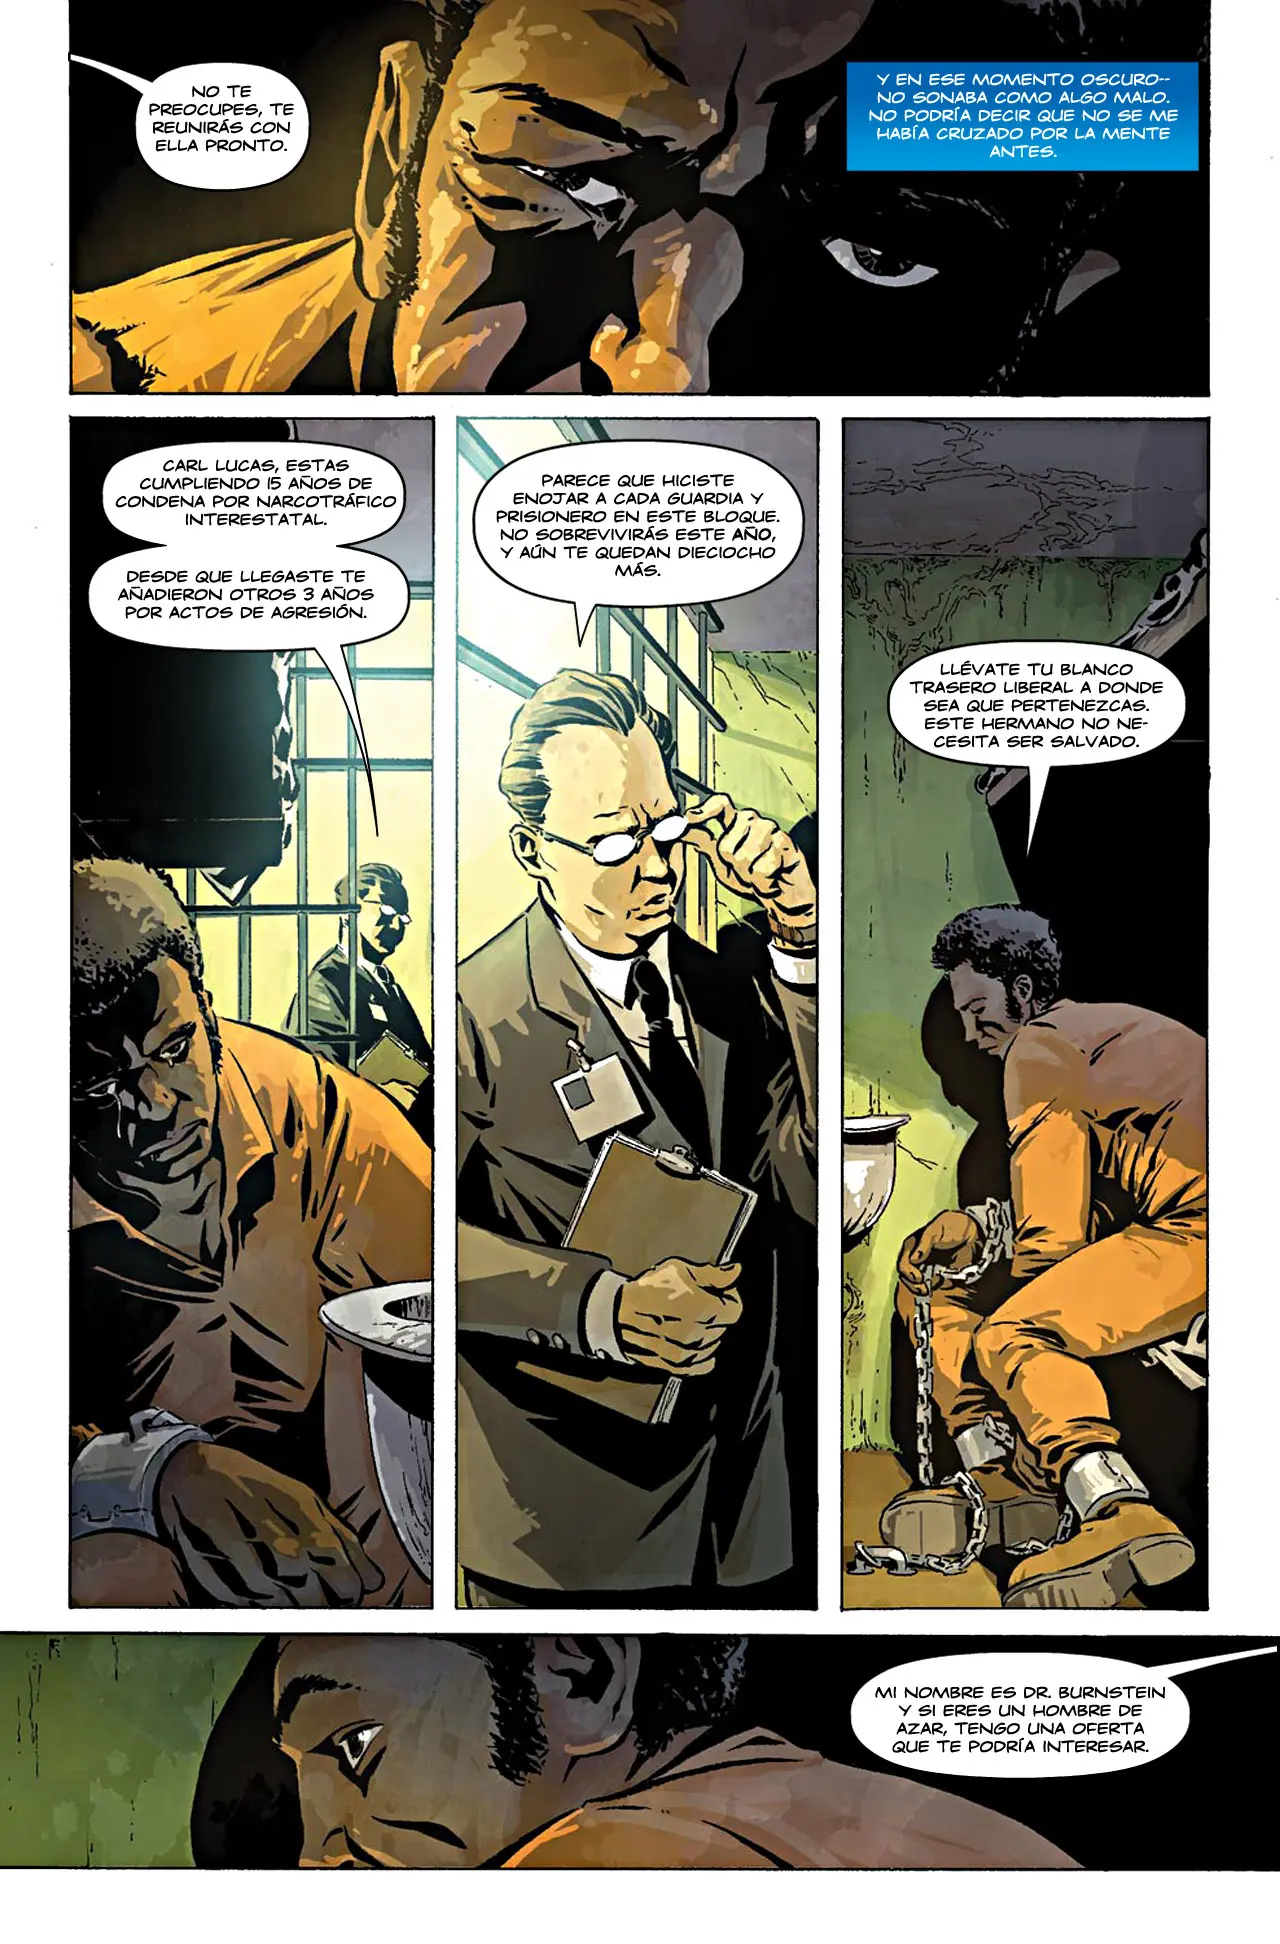 NO TE
PREOCUPES, TE
REUNIRÁS CON
ELLA PRONTO.
Y EN ESE MOMENTO OSCURO--
NO SONABA COMO ALGO MALO.
NO PODRÍA DECIR QUE NO SE ME
HABÍA CRUZADO POR LA MENTE
ANTES.
CARL LUCAS, ESTAS
CUMPLIENDO 15 AÑOS DE
CONDENA POR NARCOTRÁFICO
INTERESTATAL.
DESDE QUE LLEGASTE TE
AÑADIERON OTROS 3 AÑOS
POR ACTOS DE AGRESIÓN.
PARECE QUE HICISTE
ENOJAR A CADA GUARDIA Y
PRISIONERO EN ESTE BLOQUE.
NO SOBREVIVIRÁS ESTE AÑO,
Y AÚN TE QUEDAN DIECIOCHO
MÁS.
LLÉVATE TU BLANCO
TRASERO LIBERAL A DONDE
SEA QUE PERTENEZCAS.
ESTE HERMANO NO NE-
CESITA SER SALVADO.
MI NOMBRE ES DR. BURNSTEIN
Y SI ERES UN HOMBRE DE
AZAR, TENGO UNA OFERTA
QUE TE PODRÍA INTERESAR.